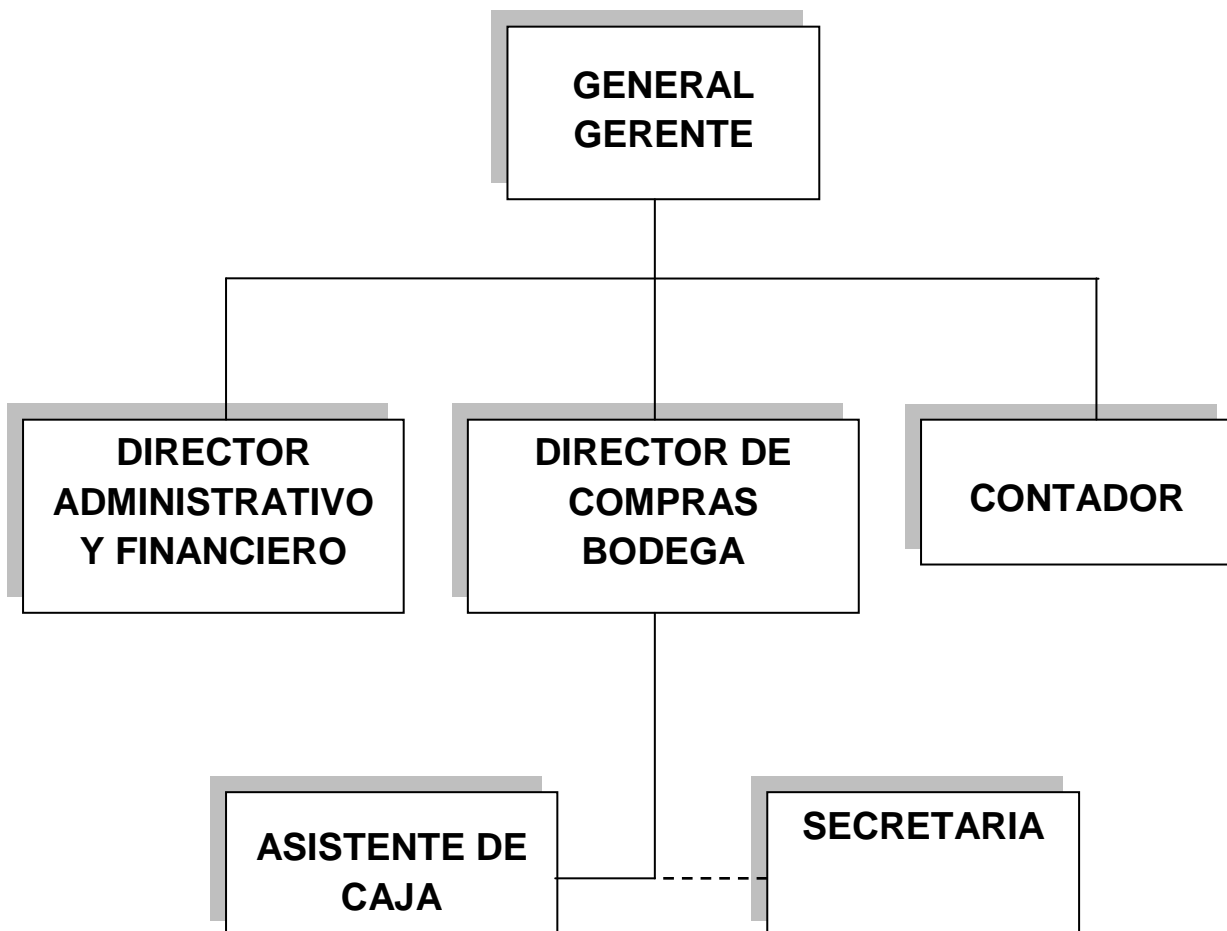 GENERAL
GERENTE
DIRECTOR
ADMINISTRATIVO
Y FINANCIERO
DIRECTOR DE
COMPRAS
BODEGA
CONTADOR
ASISTENTE DE
CAJA
SECRETARIA